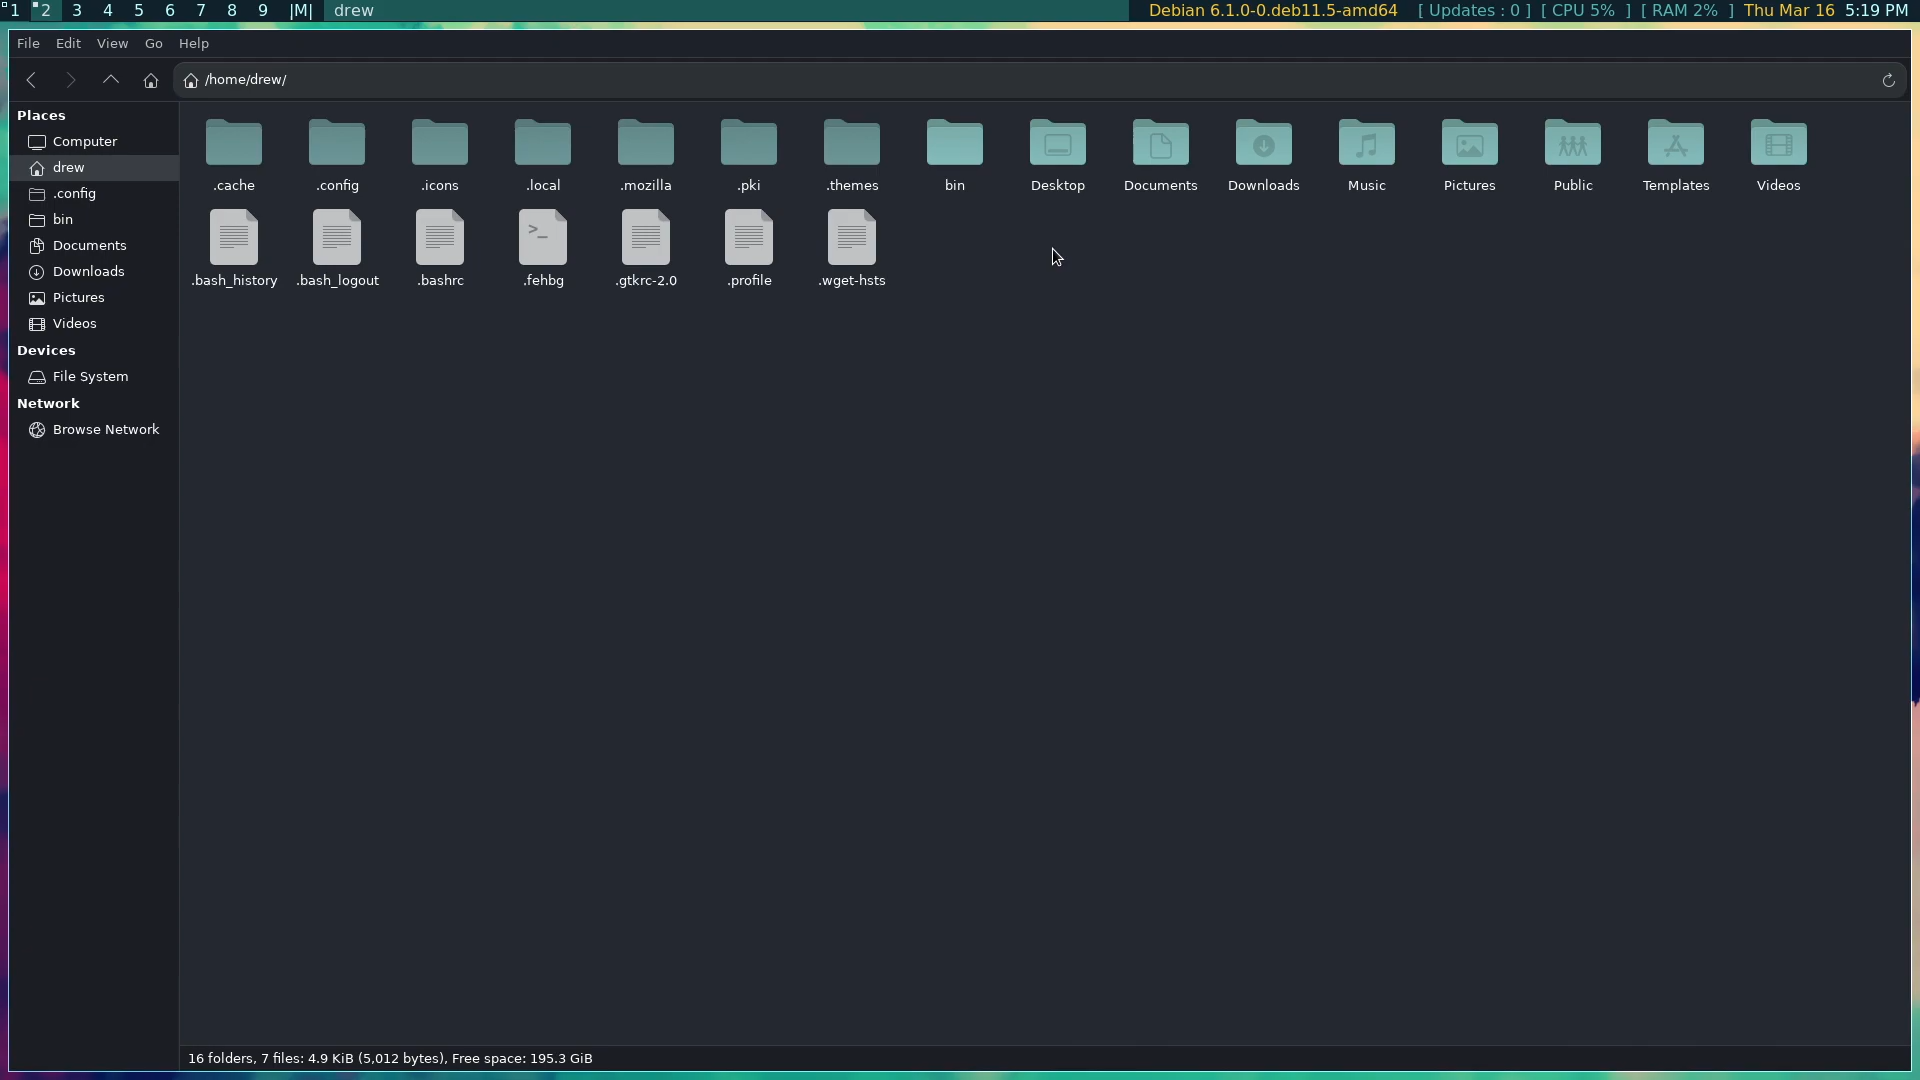 1 2 3 4 5 6 7 8 9 |M| drew Debian 6.1.0-0.deb11.5-amd64 [ Updates : 0 ] [ CPU 5% ] [ RAM 2% ] Thu Mar 16 5:19 PM
File Edit View Go Help
/home/drew/
Places
Computer
drew
.config
bin
Documents
Downloads
Pictures
Videos
Devices
File System
Network
Browse Network
.cache .config .icons .local .mozilla .pki .themes bin Desktop Documents Downloads Music Pictures Public Templates Videos
.bash_history .bash_logout .bashrc .fehbg .gtkrc-2.0 .profile .wget-hsts
16 folders, 7 files: 4.9 KiB (5,012 bytes), Free space: 195.3 GiB